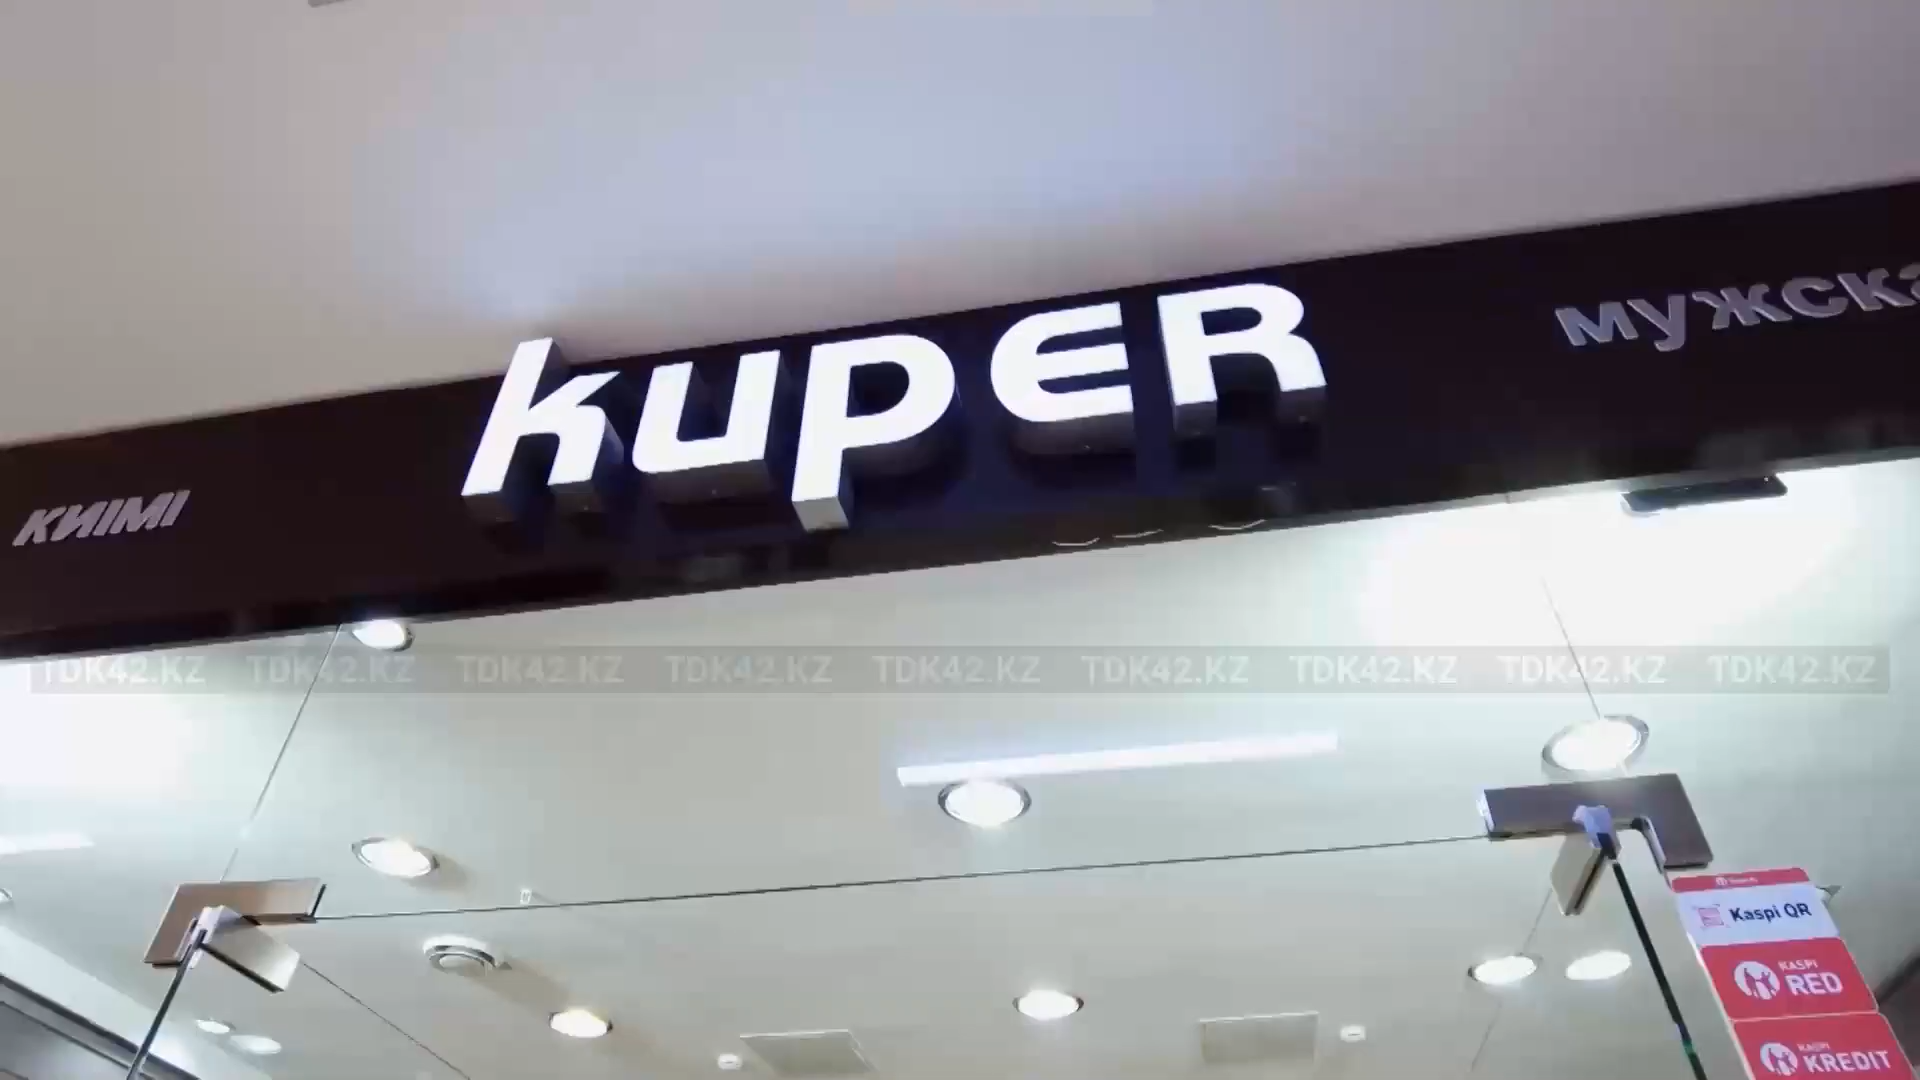 КИІМІ
kupeR
мужска
TDK42.KZ TDK42.KZ TDK42.KZ TDK42.KZ TDK42.KZ TDK42.KZ TDK42.KZ TDK42.KZ TDK42.KZ
Kaspi QR
KASPI
RED
KASPI
KREDIT